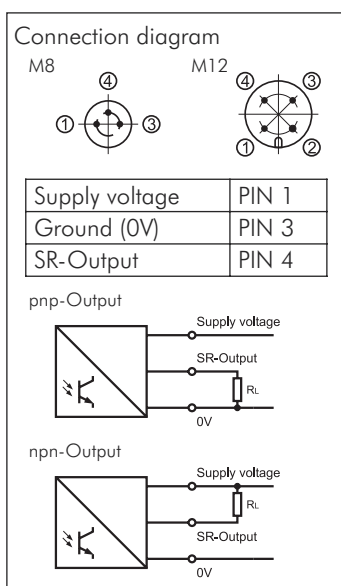 Connection diagram
M8 M12
④ ④ ③
① ③
① ②
Supply voltage PIN 1
Ground (0V) PIN 3
SR-Output PIN 4
pnp-Output
Supply voltage
SR-Output
RL
0V
npn-Output
Supply voltage
RL
SR-Output
0V